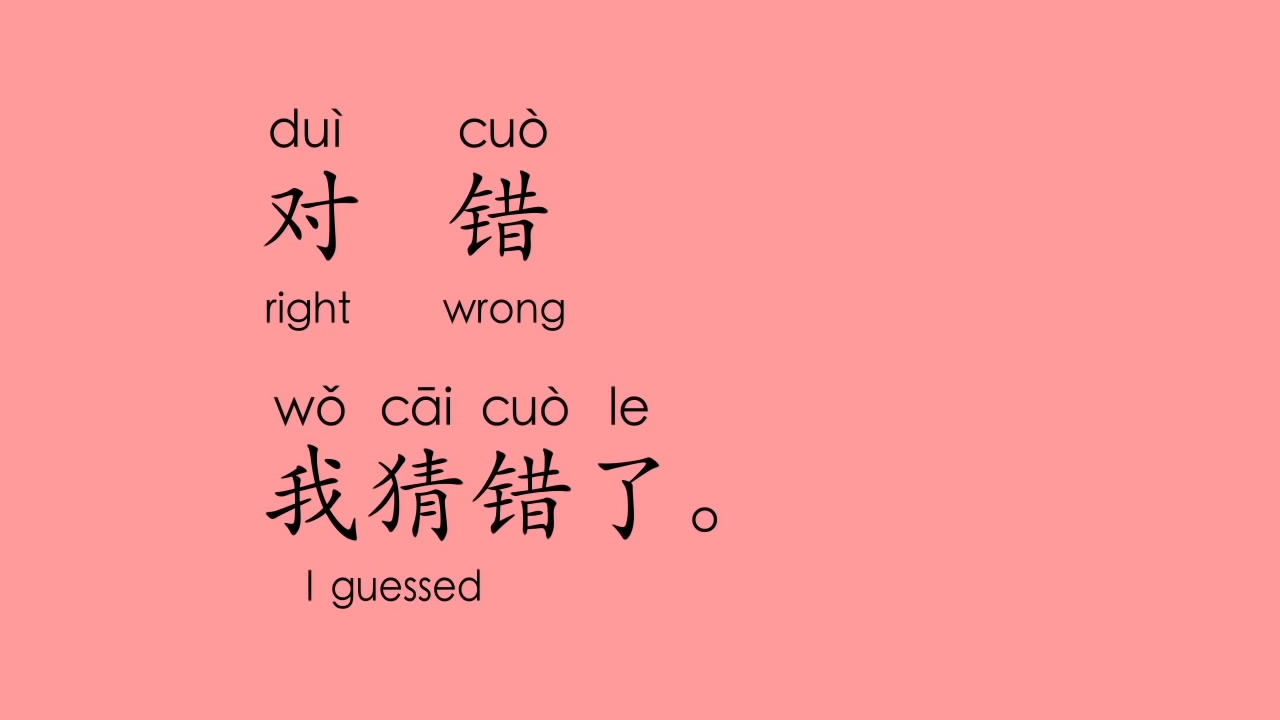 duì cuò
对 错
right wrong
wǒ cāi cuò le
我猜错了。
I guessed